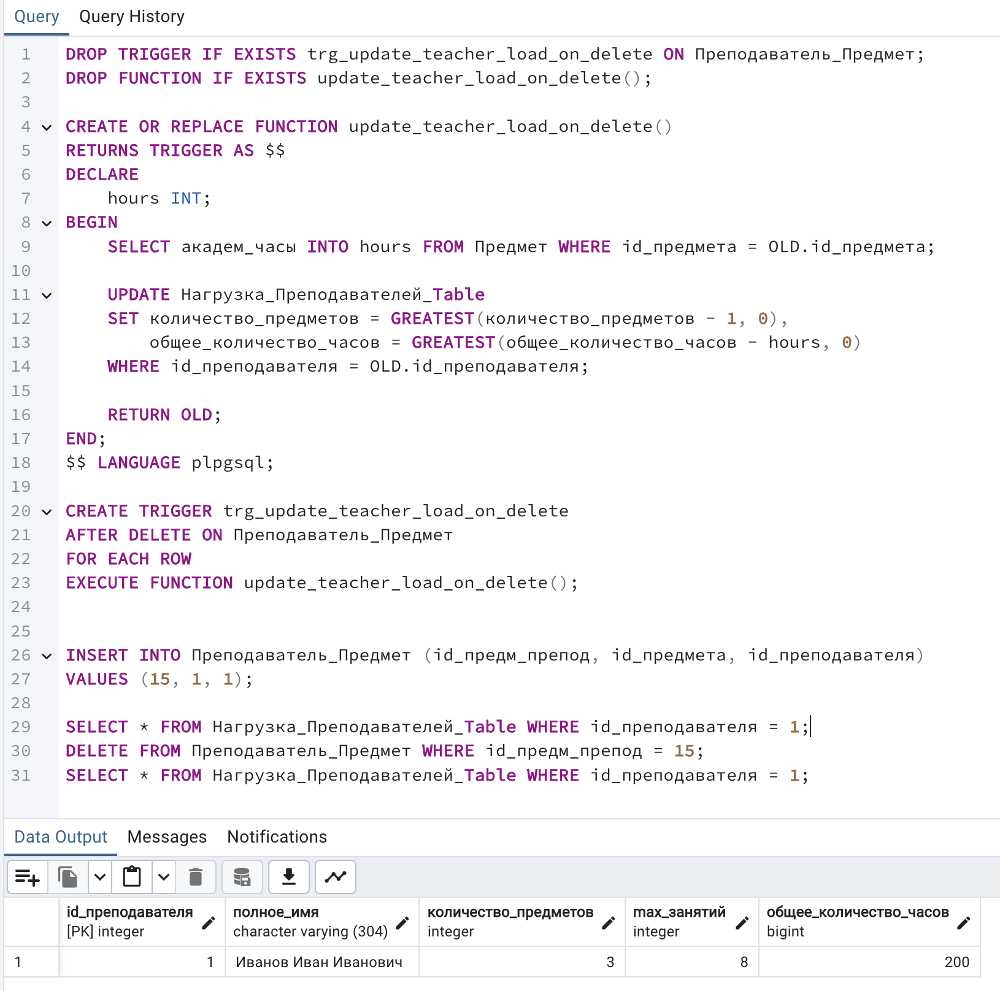 Query Query History
1 DROP TRIGGER IF EXISTS trg_update_teacher_load_on_delete ON Преподаватель_Предмет;
2 DROP FUNCTION IF EXISTS update_teacher_load_on_delete();
3
4 CREATE OR REPLACE FUNCTION update_teacher_load_on_delete()
5 RETURNS TRIGGER AS $$
6 DECLARE
7     hours INT;
8 BEGIN
9     SELECT академ_часы INTO hours FROM Предмет WHERE id_предмета = OLD.id_предмета;
10
11     UPDATE Нагрузка_Преподавателей_Table
12     SET количество_предметов = GREATEST(количество_предметов - 1, 0),
13         общее_количество_часов = GREATEST(общее_количество_часов - hours, 0)
14     WHERE id_преподавателя = OLD.id_преподавателя;
15
16     RETURN OLD;
17 END;
18 $$ LANGUAGE plpgsql;
19
20 CREATE TRIGGER trg_update_teacher_load_on_delete
21 AFTER DELETE ON Преподаватель_Предмет
22 FOR EACH ROW
23 EXECUTE FUNCTION update_teacher_load_on_delete();
24
25
26 INSERT INTO Преподаватель_Предмет (id_предм_препод, id_предмета, id_преподавателя)
27 VALUES (15, 1, 1);
28
29 SELECT * FROM Нагрузка_Преподавателей_Table WHERE id_преподавателя = 1;
30 DELETE FROM Преподаватель_Предмет WHERE id_предм_препод = 15;
31 SELECT * FROM Нагрузка_Преподавателей_Table WHERE id_преподавателя = 1;
Data Output Messages Notifications
id_преподавателя полное_имя количество_предметов max_занятий общее_количество_часов
[PK] integer character varying (304) integer integer bigint
1 1 Иванов Иван Иванович 3 8 200